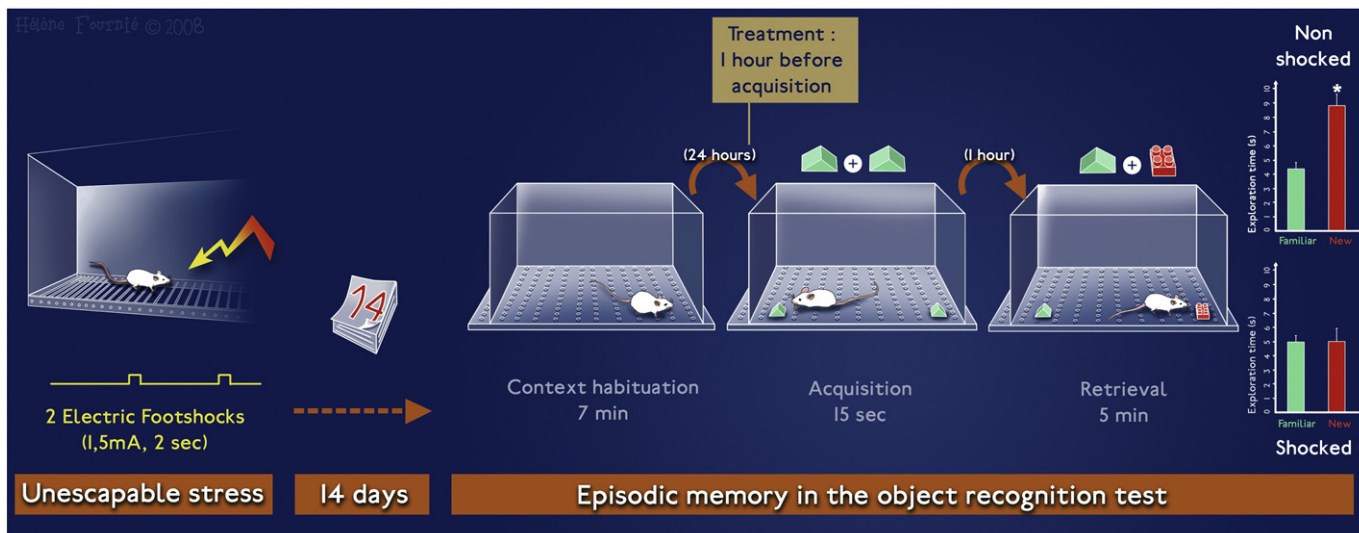 Hélène Fournié © 2008
Treatment :
1 hour before
acquisition
(24 hours)
(1 hour)
14
Context habituation
7 min
Acquisition
15 sec
Retrieval
5 min
2 Electric Footshocks
(1,5mA, 2 sec)
Non
shocked
*
Exploration time (s)
10
9
8
7
6
5
4
3
2
1
0
Familiar
New
Exploration time (s)
10
9
8
7
6
5
4
3
2
1
0
Familiar
New
Shocked
Unescapable stress
14 days
Episodic memory in the object recognition test